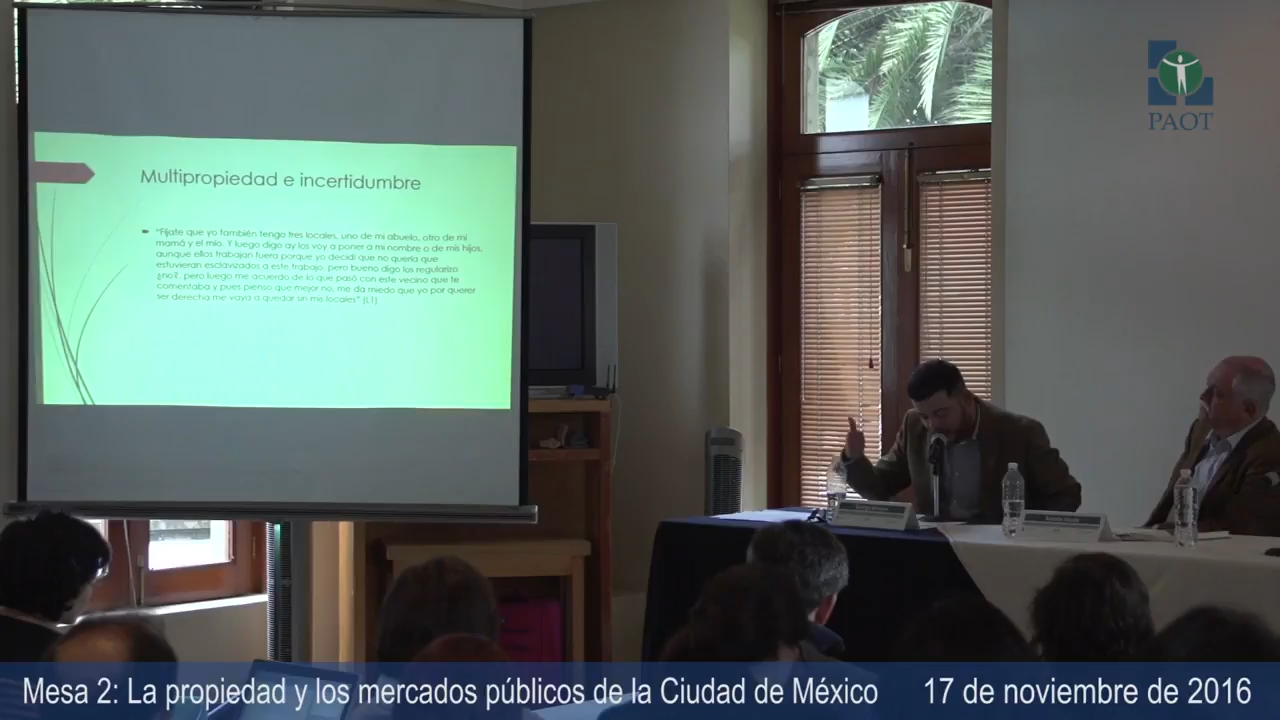 PAOT
Multipropiedad e incertidumbre
"Fíjate que yo también tengo tres locales, uno de mi abuelo, otro de mi
mamá y el mío. Y luego digo ay los voy a poner a mi nombre o de mis hijos,
aunque ellos trabajan fuera porque yo decidí que no quería que
estuvieran esclavizados a este trabajo, pero bueno digo los regularizo
¿no?, pero luego me acuerdo de lo que pasó con este vecino que te
comentaba y pues pienso que mejor no, me da miedo que yo por querer
ser derecha me vaya a quedar sin mis locales" (L1)
Mesa 2: La propiedad y los mercados públicos de la Ciudad de México 17 de noviembre de 2016